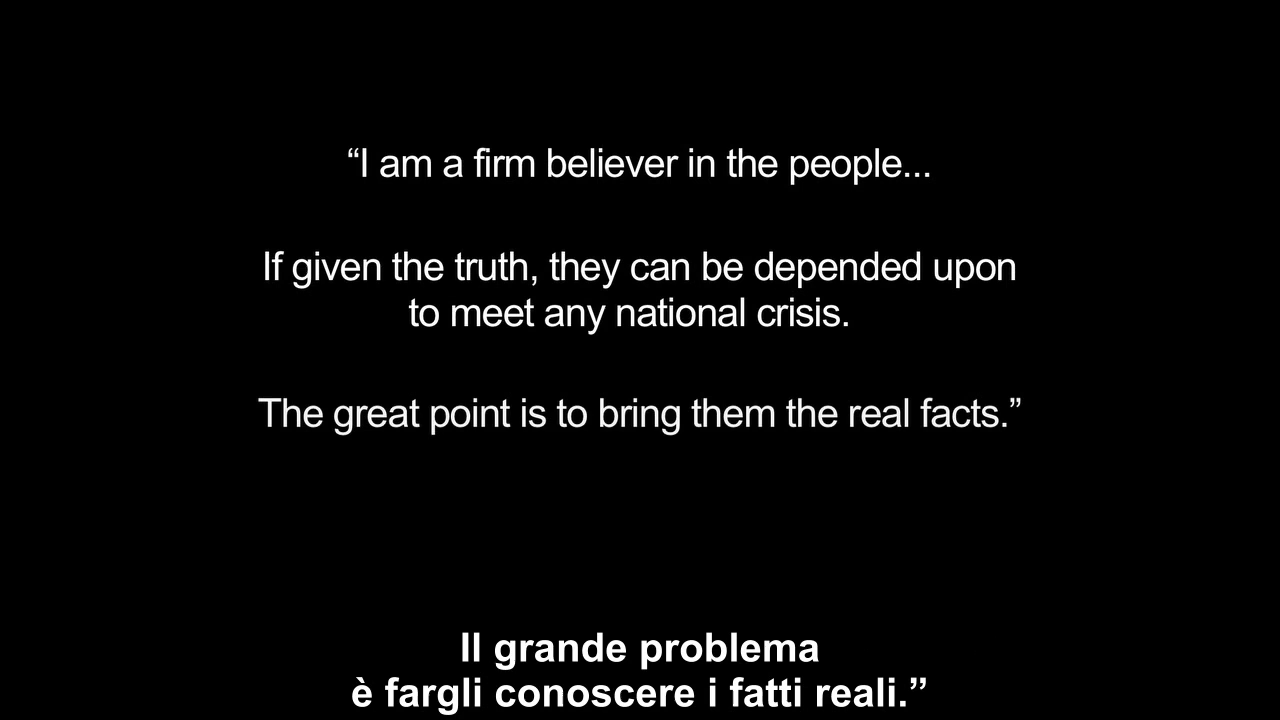 “I am a firm believer in the people...
If given the truth, they can be depended upon
to meet any national crisis.
The great point is to bring them the real facts.”
Il grande problema
è fargli conoscere i fatti reali.”